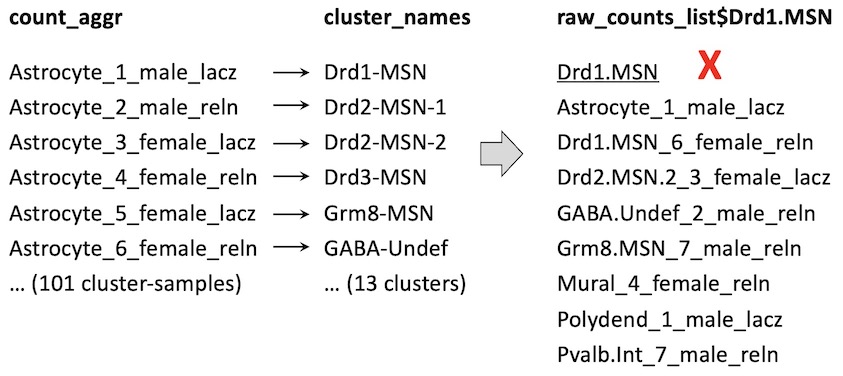 count_aggr cluster_names raw_counts_list$Drd1.MSN
Astrocyte_1_male_lacz → Drd1-MSN Drd1.MSN X
Astrocyte_2_male_reln → Drd2-MSN-1 Astrocyte_1_male_lacz
Astrocyte_3_female_lacz → Drd2-MSN-2 Drd1.MSN_6_female_reln
Astrocyte_4_female_reln → Drd3-MSN Drd2.MSN.2_3_female_lacz
Astrocyte_5_female_lacz → Grm8-MSN GABA.Undef_2_male_reln
Astrocyte_6_female_reln → GABA-Undef Grm8.MSN_7_male_reln
… (101 cluster-samples) … (13 clusters) Mural_4_female_reln
Polydend_1_male_lacz
Pvalb.Int_7_male_reln